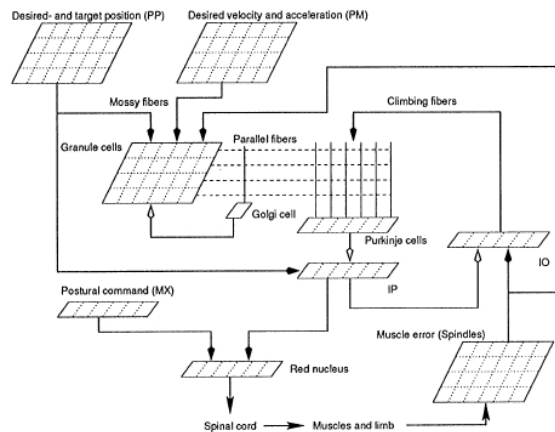 Desired- and target position (PP)
Desired velocity and acceleration (PM)
Mossy fibers
Climbing fibers
Granule cells
Parallel fibers
Golgi cell
Purkinje cells
IO
IP
Postural command (MX)
Muscle error (Spindles)
Red nucleus
Spinal cord
Muscles and limb